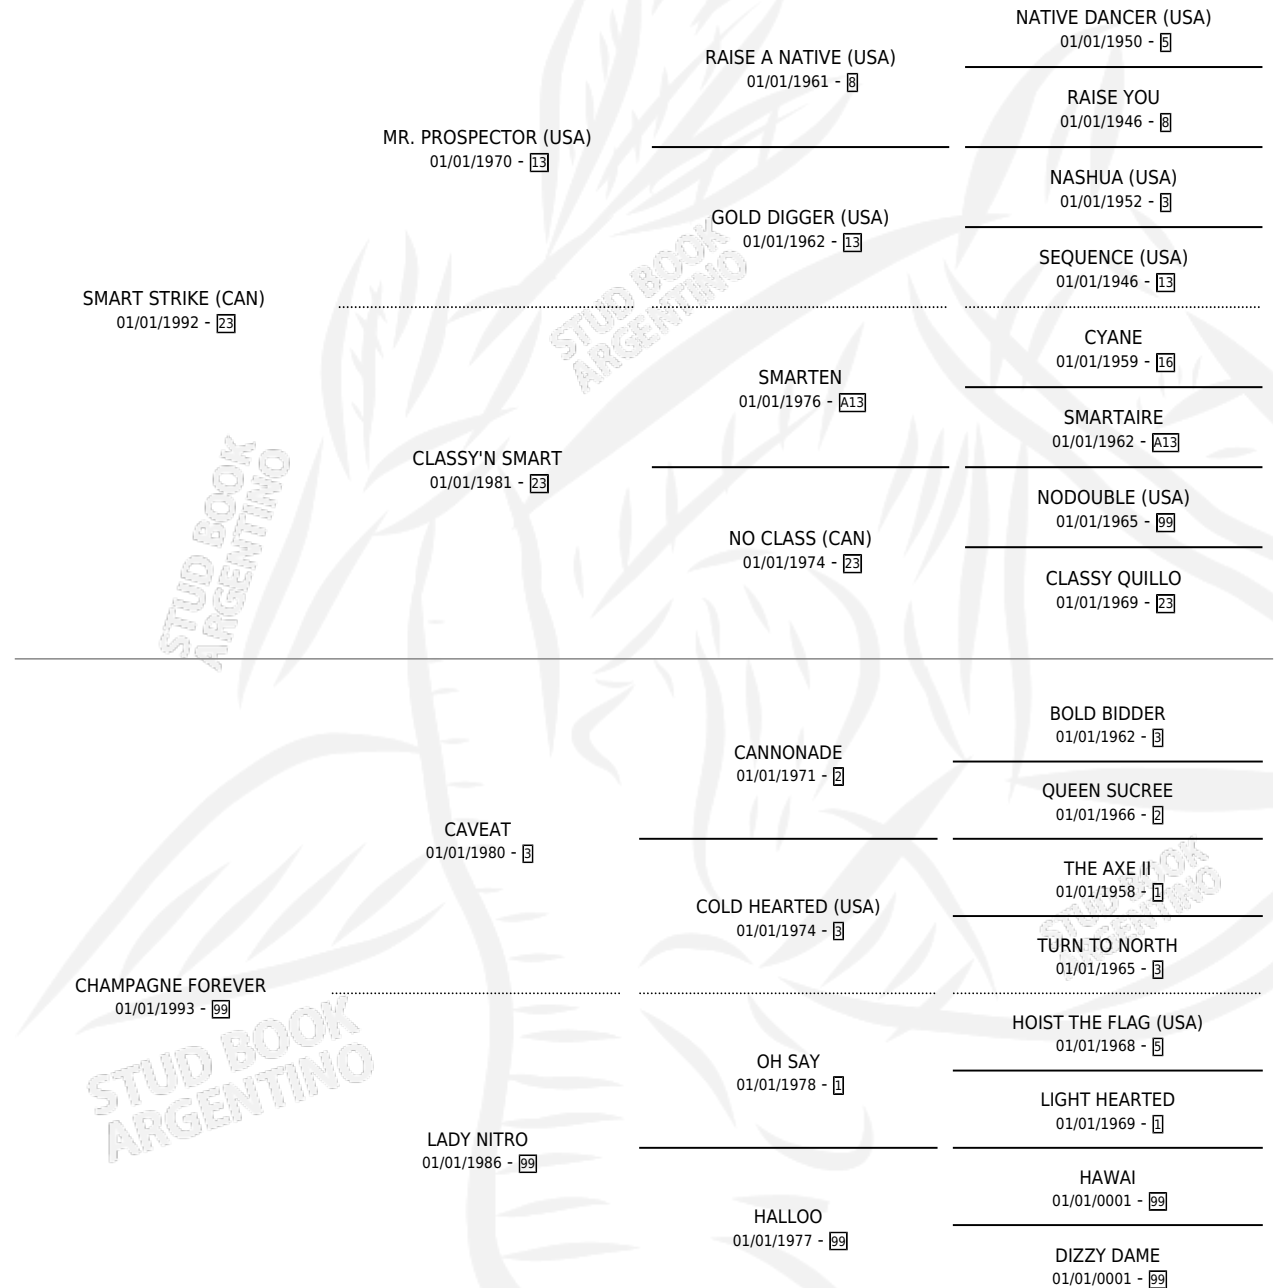 NATIVE DANCER (USA)
01/01/1950 - 5
RAISE A NATIVE (USA)
01/01/1961 - 8
RAISE YOU
01/01/1946 - 8
MR. PROSPECTOR (USA)
01/01/1970 - 13
NASHUA (USA)
01/01/1952 - 3
GOLD DIGGER (USA)
01/01/1962 - 13
SEQUENCE (USA)
01/01/1946 - 13
SMART STRIKE (CAN)
01/01/1992 - 23
CYANE
01/01/1959 - 16
SMARTEN
01/01/1976 - A13
SMARTAIRE
01/01/1962 - A13
CLASSY'N SMART
01/01/1981 - 23
NODOUBLE (USA)
01/01/1965 - 99
NO CLASS (CAN)
01/01/1974 - 23
CLASSY QUILLO
01/01/1969 - 23
BOLD BIDDER
01/01/1962 - 3
CANNONADE
01/01/1971 - 2
QUEEN SUCREE
01/01/1966 - 2
CAVEAT
01/01/1980 - 3
THE AXE II
01/01/1958 - 1
COLD HEARTED (USA)
01/01/1974 - 3
TURN TO NORTH
01/01/1965 - 3
CHAMPAGNE FOREVER
01/01/1993 - 99
HOIST THE FLAG (USA)
01/01/1968 - 5
OH SAY
01/01/1978 - 1
LIGHT HEARTED
01/01/1969 - 1
LADY NITRO
01/01/1986 - 99
HAWAI
01/01/0001 - 99
HALLOO
01/01/1977 - 99
DIZZY DAME
01/01/0001 - 99
STUD BOOK
ARGENTINO
STUD BOOK
ARGENTINO
STUD BOOK
ARGENTINO
STUD BOOK
ARGENTINO